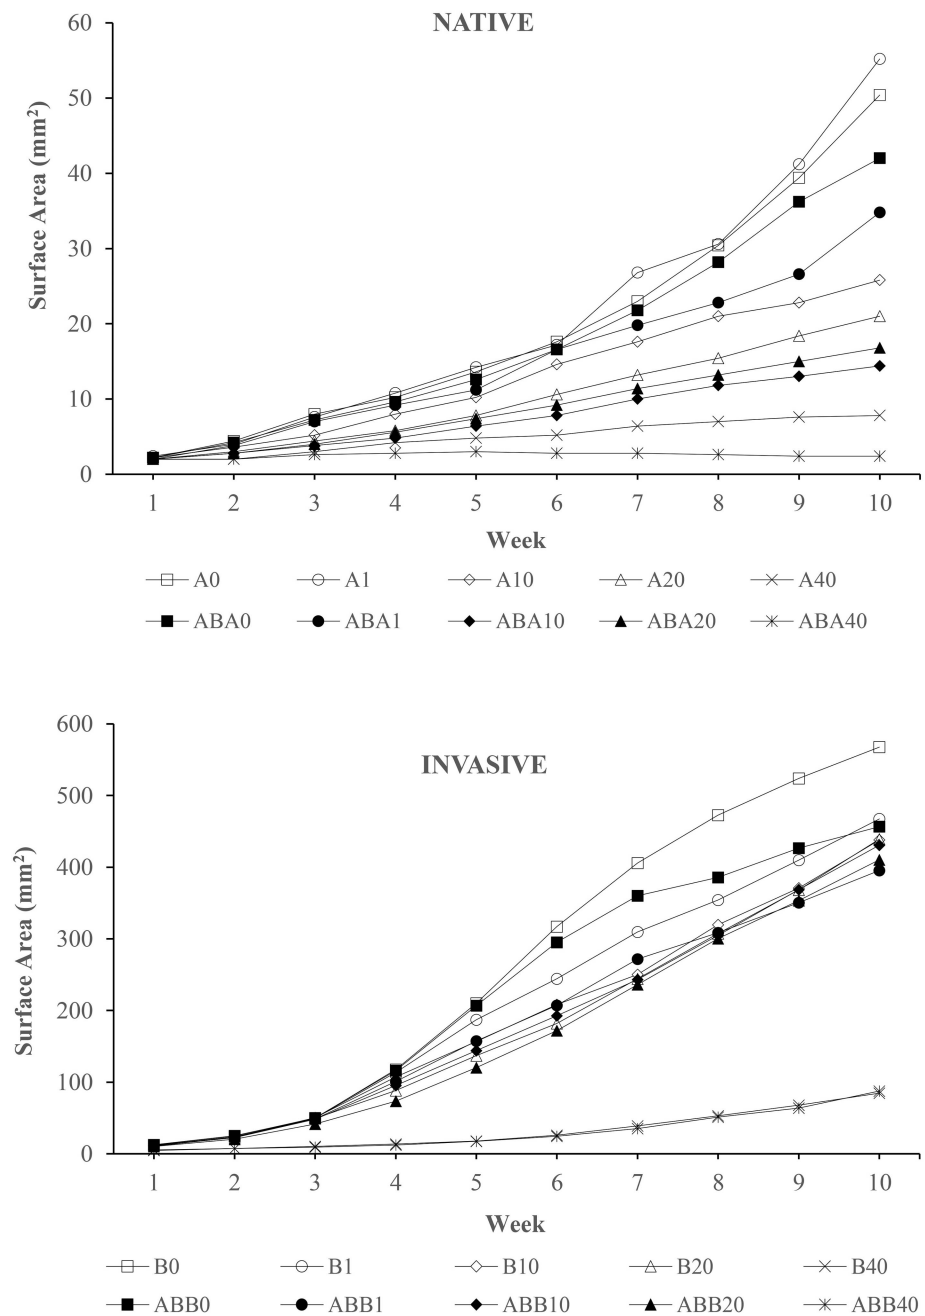 NATIVE
60
50
40
30
20
10
0
Surface Area (mm²)
1 2 3 4 5 6 7 8 9 10
Week
A0 A1 A10 A20 A40
ABA0 ABA1 ABA10 ABA20 ABA40
600
500
400
300
200
100
0
INVASIVE
Surface Area (mm²)
1 2 3 4 5 6 7 8 9 10
Week
B0 B1 B10 B20 B40
ABB0 ABB1 ABB10 ABB20 ABB40